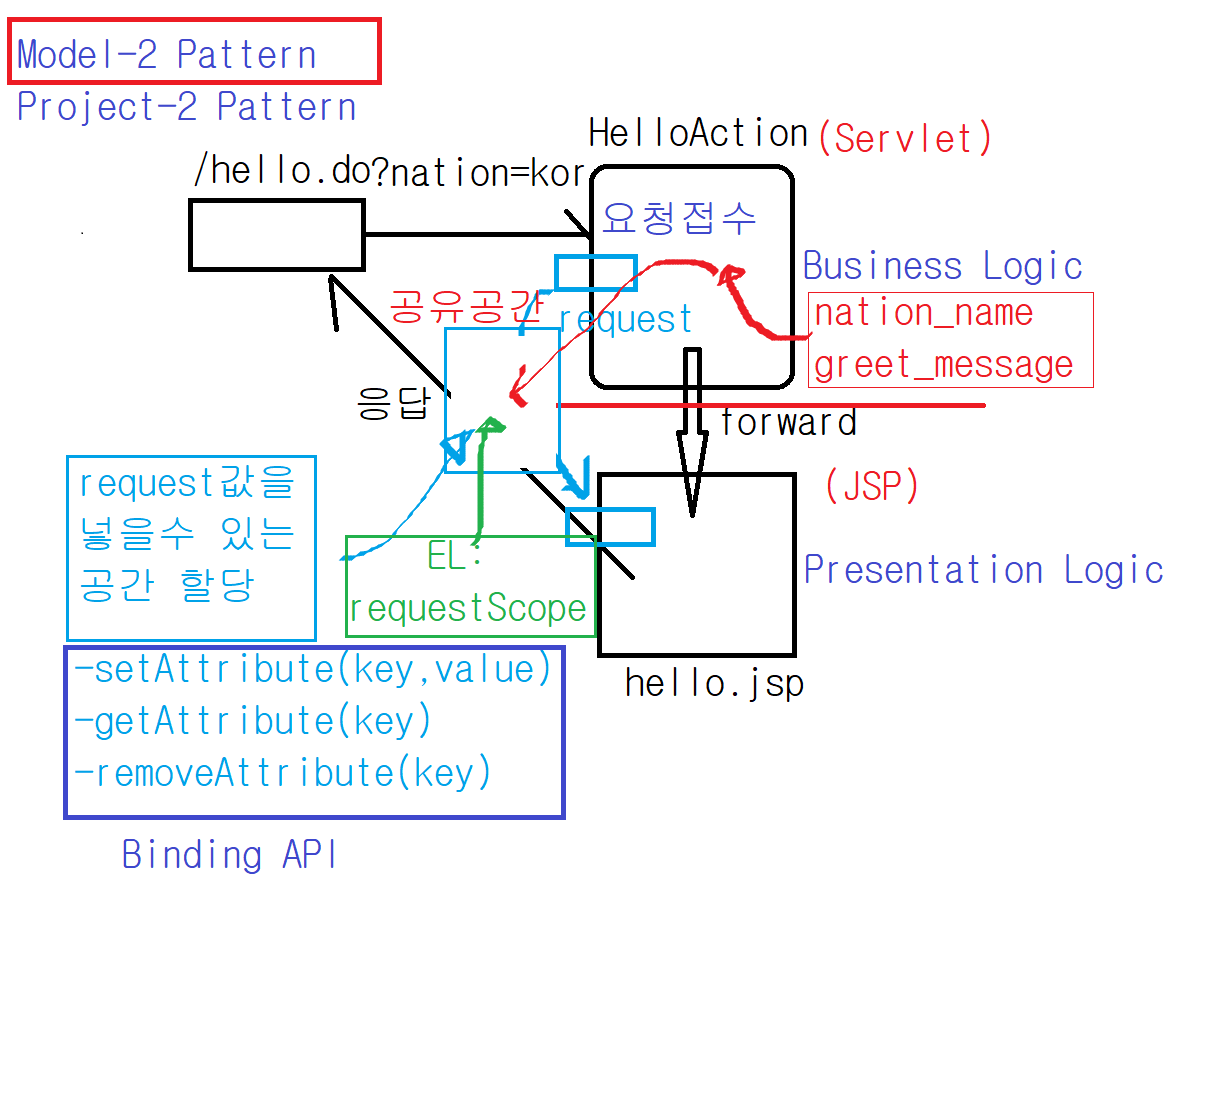 Model-2 Pattern
Project-2 Pattern
HelloAction (Servlet)
/hello.do?nation=kor
요청접수
Business Logic
공유공간
request
nation_name
greet_message
응답
forward
request값을
넣을수 있는
공간 할당
(JSP)
EL:
requestScope
Presentation Logic
hello.jsp
-setAttribute(key,value)
-getAttribute(key)
-removeAttribute(key)
Binding API